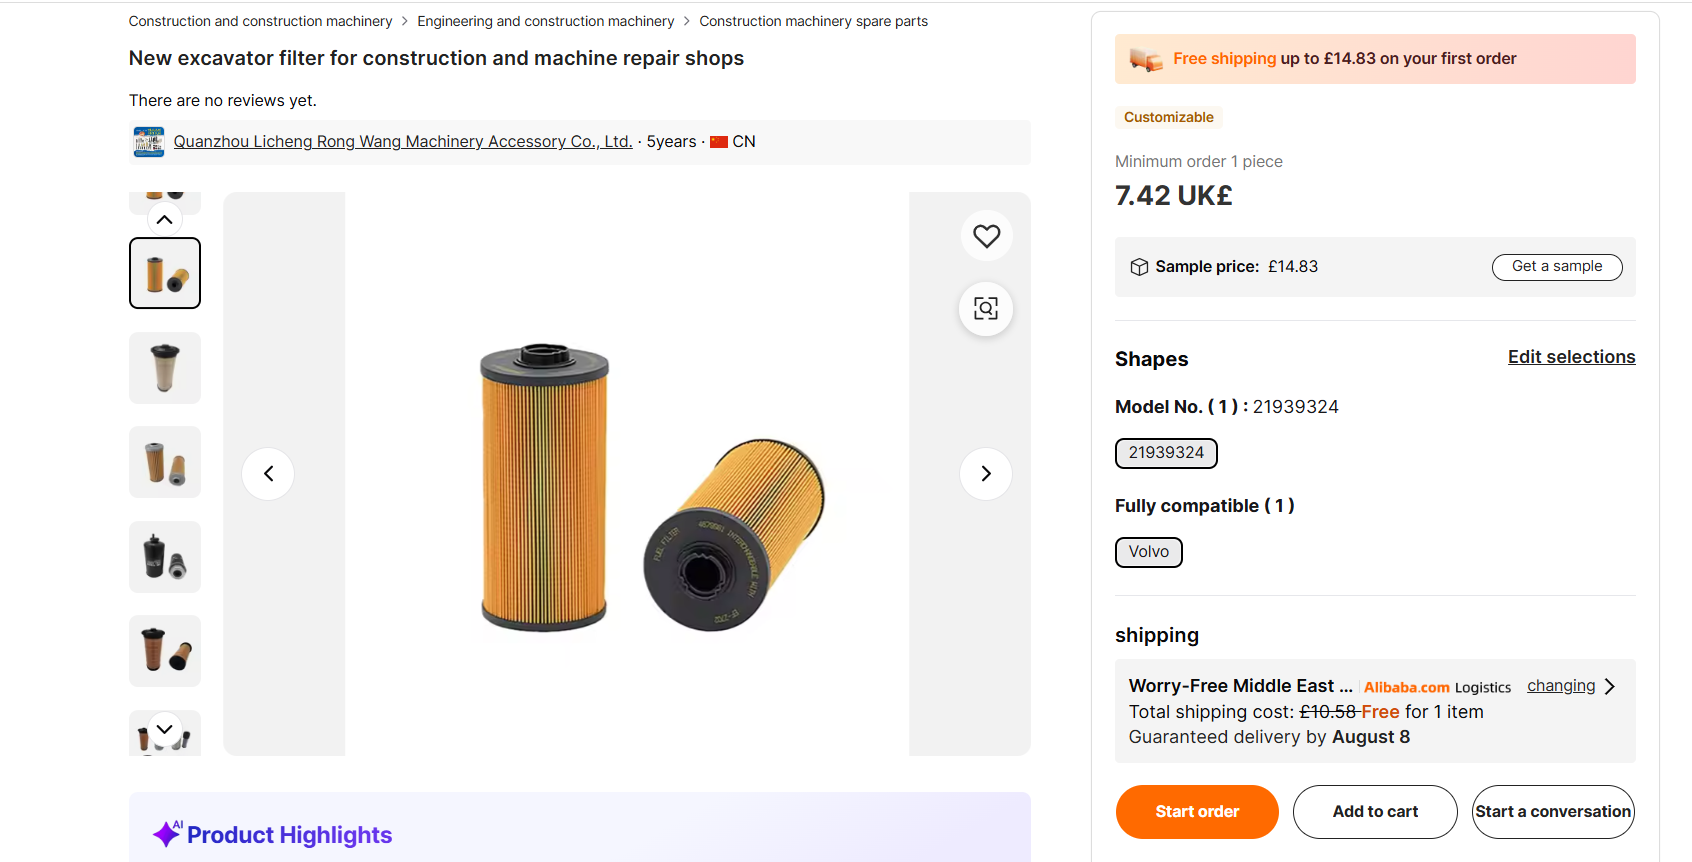 Construction and construction machinery > Engineering and construction machinery > Construction machinery spare parts
New excavator filter for construction and machine repair shops
There are no reviews yet.
Quanzhou Licheng Rong Wang Machinery Accessory Co., Ltd. · 5years · CN
FUEL FILTER
INTERCHANGEABLE WITH
AI
Product Highlights
Free shipping up to £14.83 on your first order
Customizable
Minimum order 1 piece
7.42 UK£
Sample price: £14.83
Get a sample
Shapes
Edit selections
Model No. ( 1 ) : 21939324
21939324
Fully compatible ( 1 )
Volvo
shipping
Worry-Free Middle East ... Alibaba.com Logistics changing
Total shipping cost: £10.58 Free for 1 item
Guaranteed delivery by August 8
Start order
Add to cart
Start a conversation